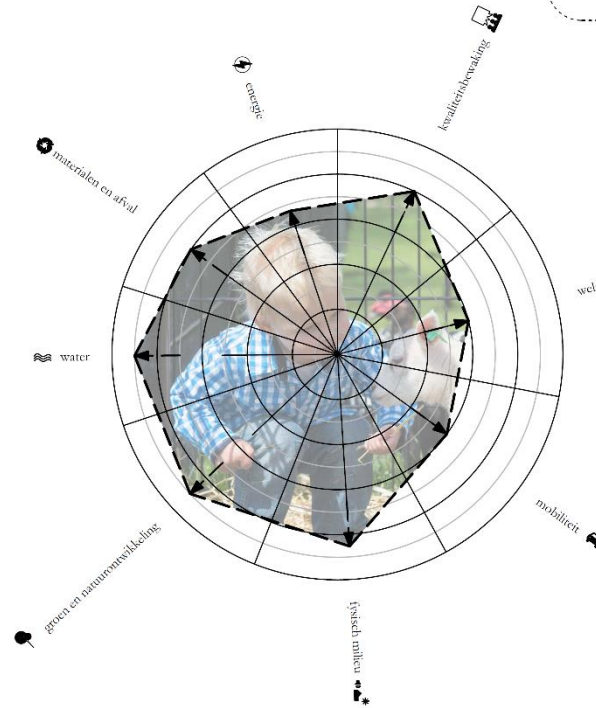 kwaliteitsbewaking
energie
materialen en afval
wel
water
mobiliteit
groen en natuurontwikkeling
fysisch milieu